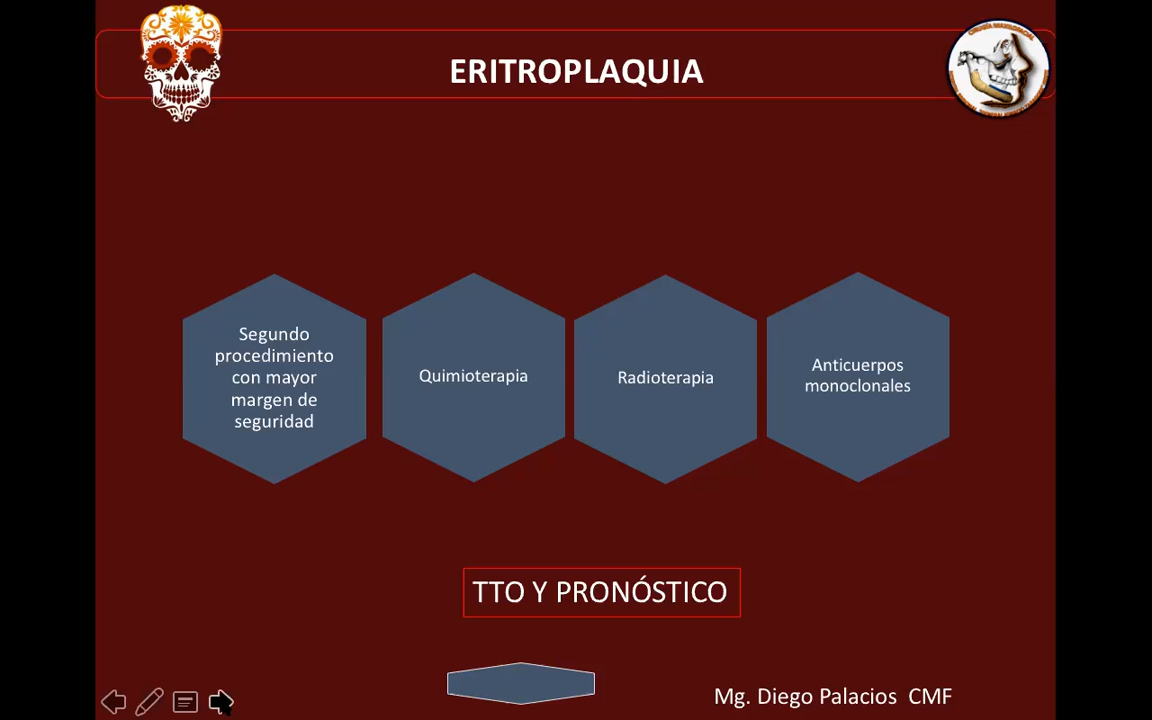 ERITROPLAQUIA
Segundo
procedimiento
con mayor
margen de
seguridad
Quimioterapia
Radioterapia
Anticuerpos
monoclonales
TTO Y PRONÓSTICO
Mg. Diego Palacios CMF